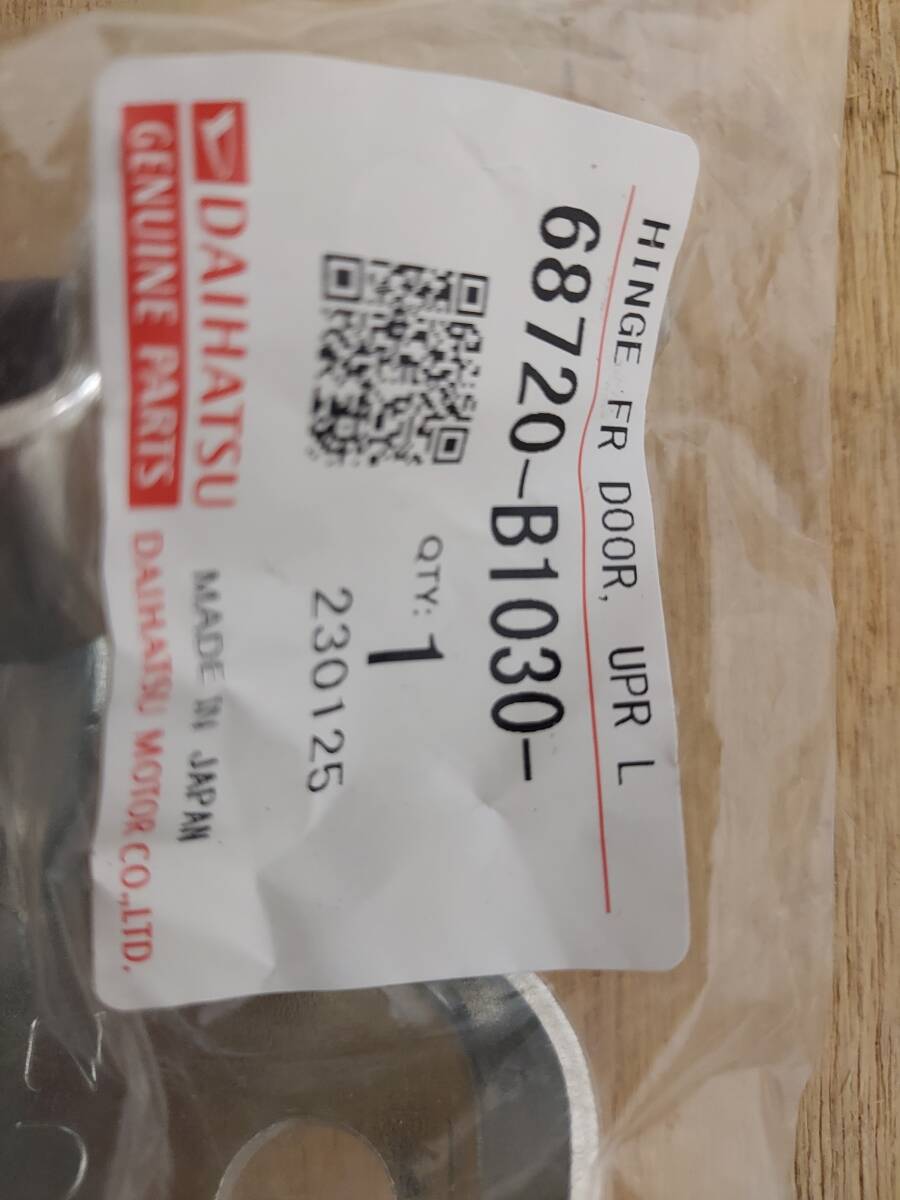 HINGE FR DOOR, UPR L
68720-B1030-
QTY: 1
230125
DAIHATSU
MADE IN JAPAN
GENUINE PARTS
DAIHATSU MOTOR CO.,LTD.